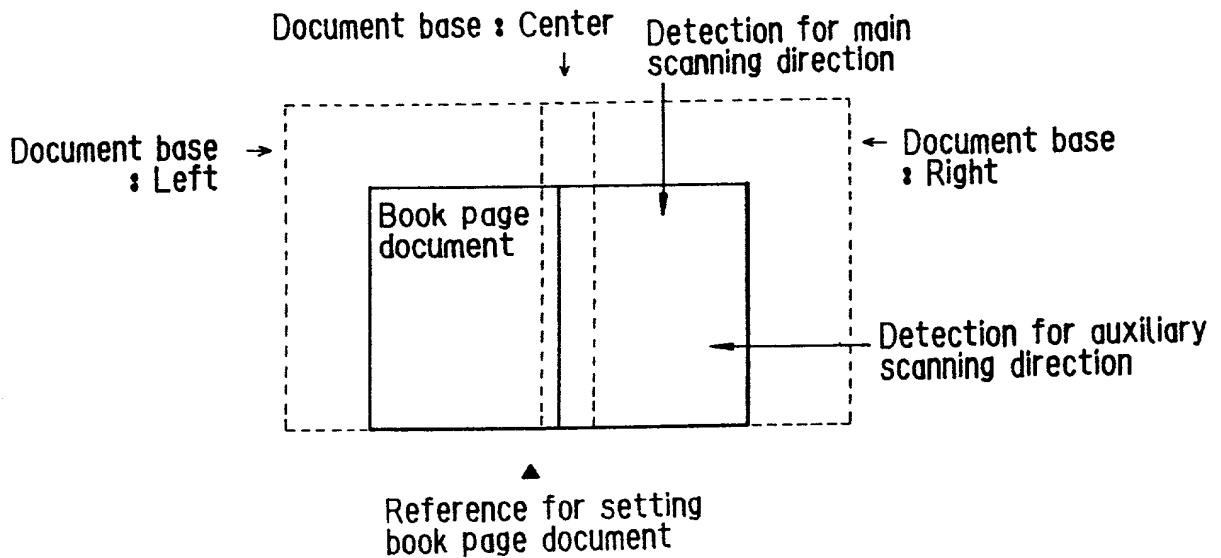 Document base : Center
Detection for main
scanning direction
Document base
: Left
Document base
: Right
Book page
document
Detection for auxiliary
scanning direction
Reference for setting
book page document